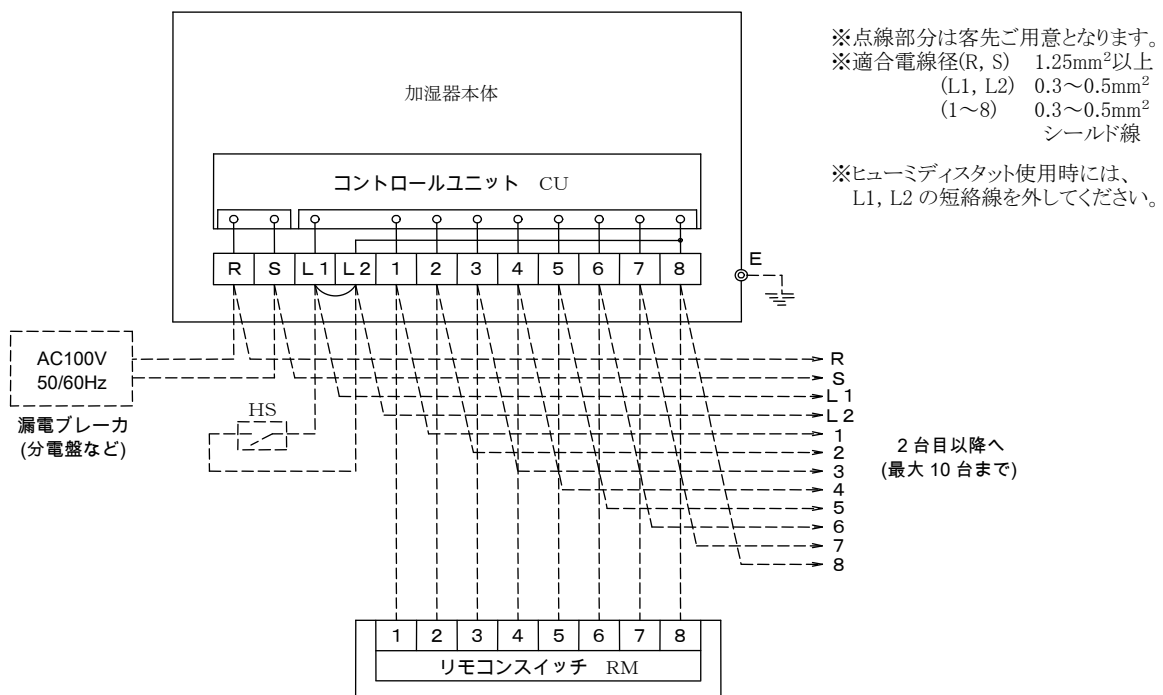 ※点線部分は客先ご用意となります。
※適合電線径(R, S) 1.25mm²以上
(L1, L2) 0.3～0.5mm²
(1～8) 0.3～0.5mm²
シールド線
※ヒューミディスタット使用時には、
L1, L2 の短絡線を外してください。
加湿器本体
コントロールユニット CU
R S L1 L2 1 2 3 4 5 6 7 8
E
AC100V
50/60Hz
漏電ブレーカ
(分電盤など)
HS
R
S
L1
L2
1
2
3
4
5
6
7
8
2台目以降へ
(最大10台まで)
1 2 3 4 5 6 7 8
リモコンスイッチ RM